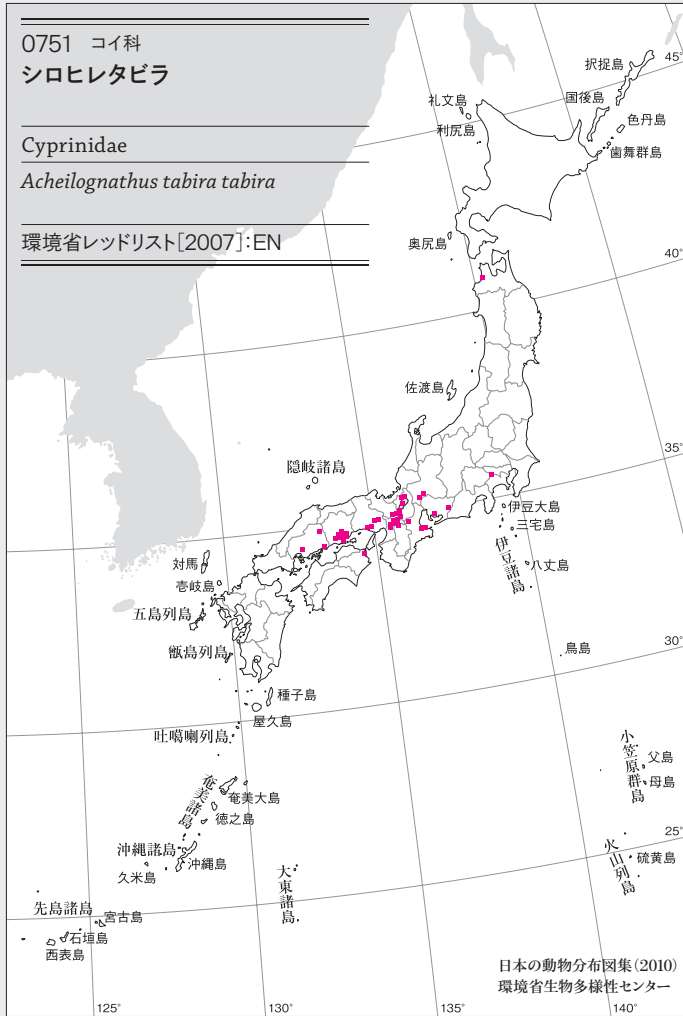 0751 コイ科
シロヒレタビラ
Cyprinidae
Acheilognathus tabira tabira
環境省レッドリスト[2007]:EN
択捉島
45°
国後島
礼文島
色丹島
利尻島
歯舞群島
奥尻島
40°
佐渡島
35°
隠岐諸島
伊豆大島
三宅島
伊豆諸島
八丈島
対馬
壱岐島
五島列島
甑島列島
鳥島
30°
種子島
屋久島
吐噶喇列島
小笠原群島
父島
母島
奄美諸島
奄美大島
徳之島
25°
沖縄諸島
沖縄島
久米島
火山列島
硫黄島
大東諸島
先島諸島
宮古島
石垣島
西表島
日本の動物分布図集(2010)
環境省生物多様性センター
125°
130°
135°
140°